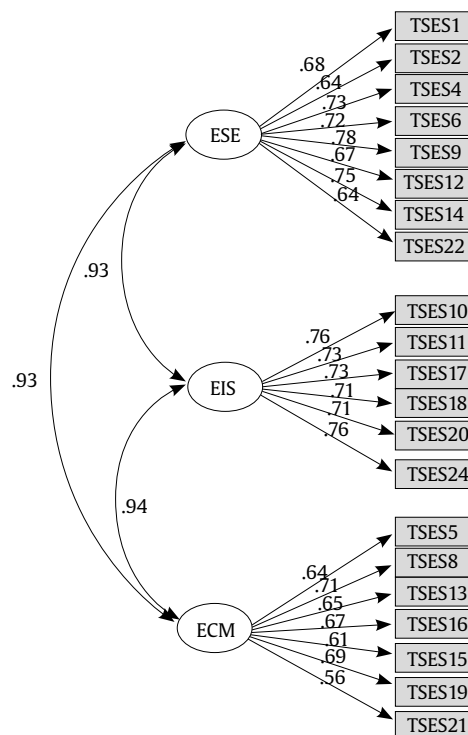 TSES1
.68
TSES2
.64
TSES4
.73
TSES6
.72
ESE
.78
TSES9
.67
TSES12
.75
TSES14
.64
TSES22
.93
TSES10
.76
TSES11
.73
TSES17
.73
.93
EIS
.71
TSES18
.71
TSES20
.76
TSES24
.94
TSES5
.64
TSES8
.71
TSES13
.65
TSES16
.67
ECM
.61
TSES15
.69
TSES19
.56
TSES21